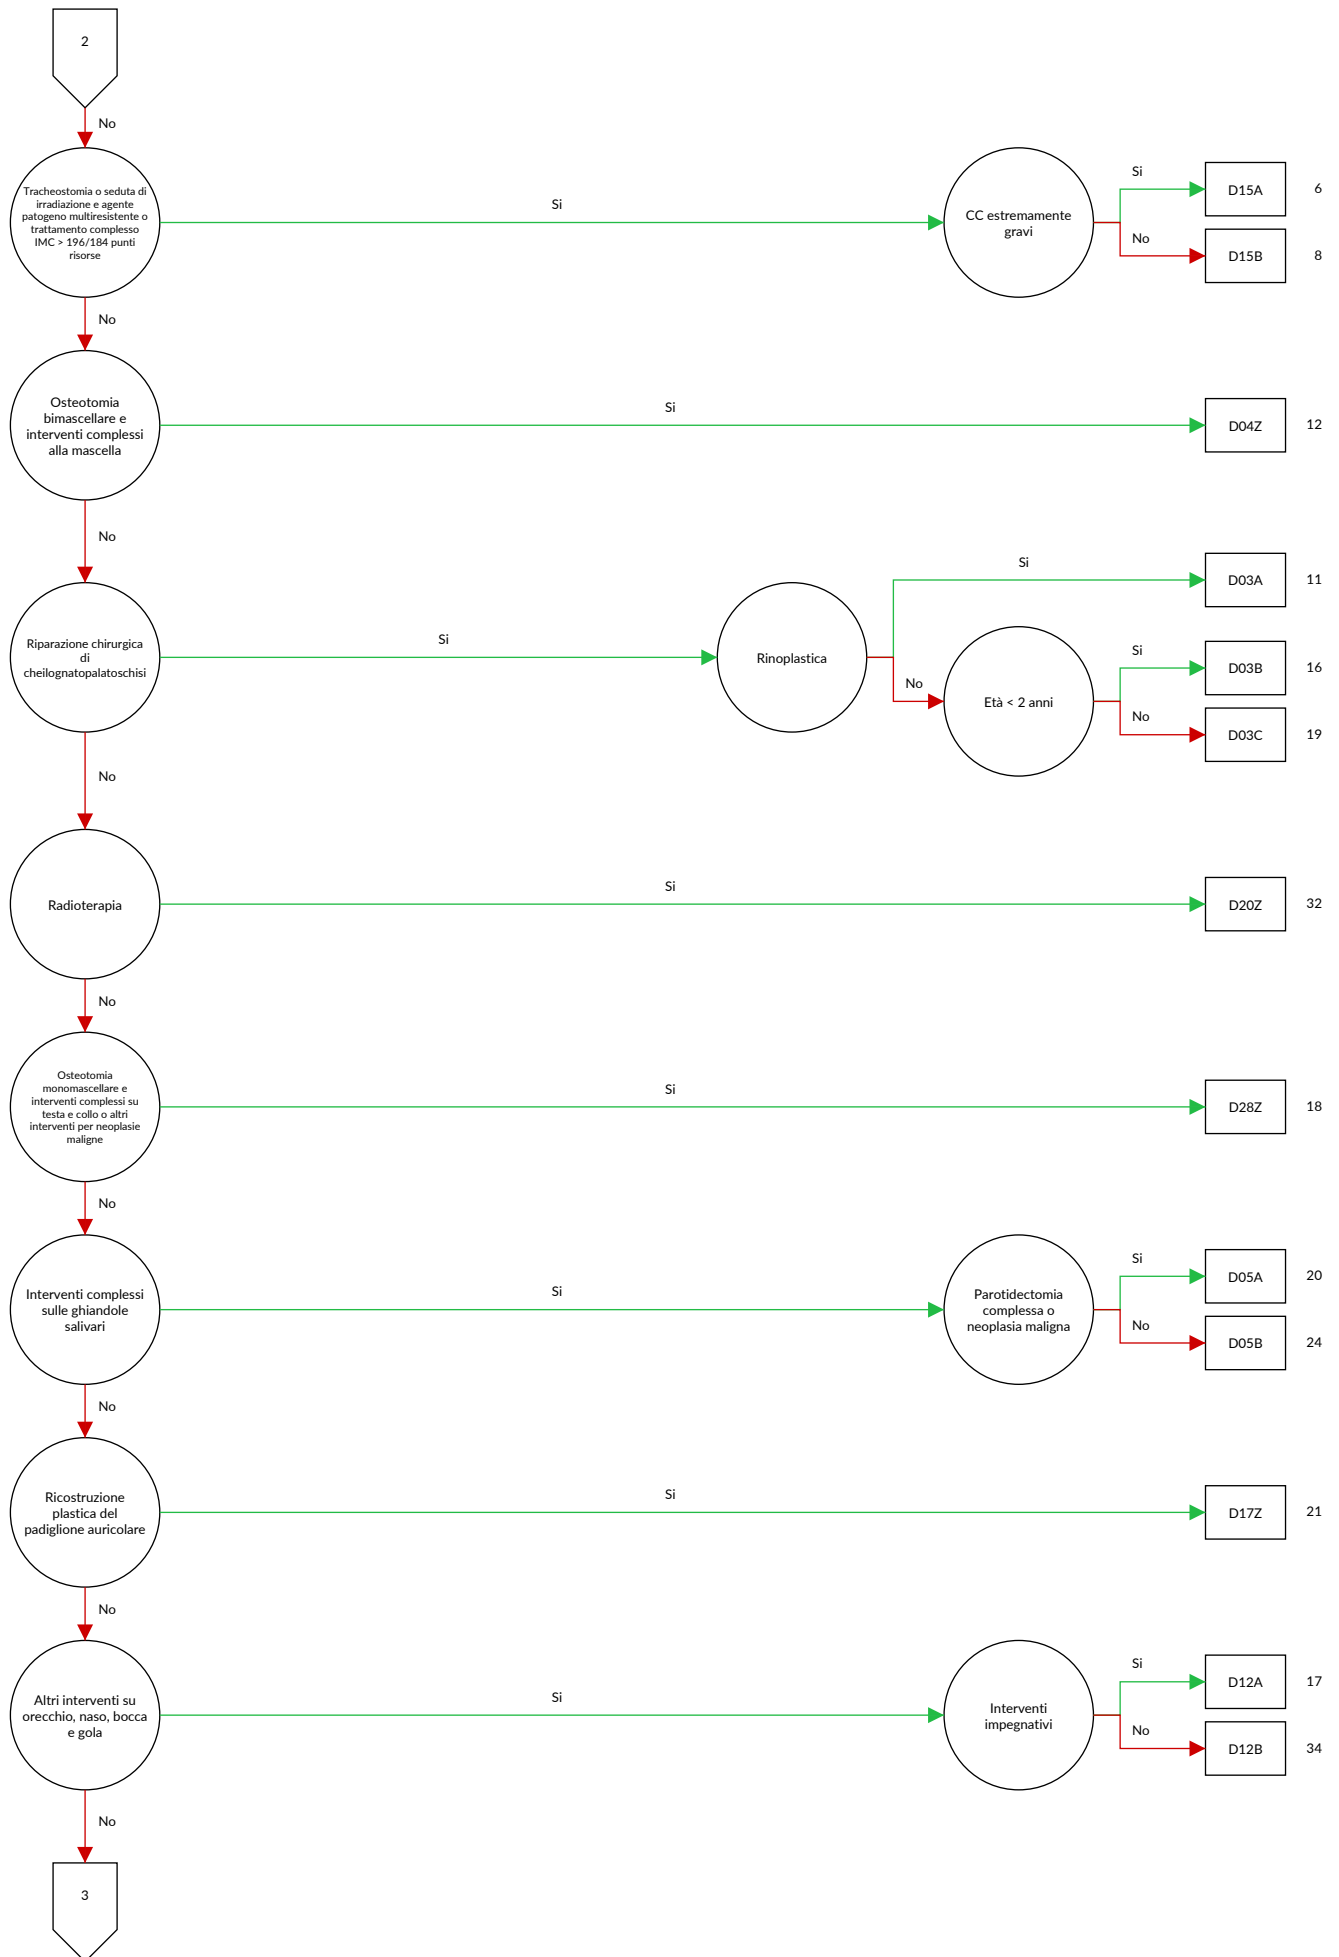 2
No
Tracheostomia o seduta di
irradiazione e agente
patogeno multiresistente o
trattamento complesso
IMC > 196/184 punti
risorse
Si
CC estremamente
gravi
Si
D15A
6
No
D15B
8
No
Osteotomia
bimascellare e
interventi complessi
alla mascella
Si
D04Z
12
No
Riparazione chirurgica
di
cheilognatopalatoschisi
Si
Rinoplastica
Si
D03A
11
No
Età < 2 anni
Si
D03B
16
No
D03C
19
No
Radioterapia
Si
D20Z
32
No
Osteotomia
monomascellare e
interventi complessi su
testa e collo o altri
interventi per neoplasie
maligne
Si
D28Z
18
No
Interventi complessi
sulle ghiandole
salivari
Si
Parotidectomia
complessa o
neoplasia maligna
Si
D05A
20
No
D05B
24
No
Ricostruzione
plastica del
padiglione auricolare
Si
D17Z
21
No
Altri interventi su
orecchio, naso, bocca
e gola
Si
Interventi
impegnativi
Si
D12A
17
No
D12B
34
No
3